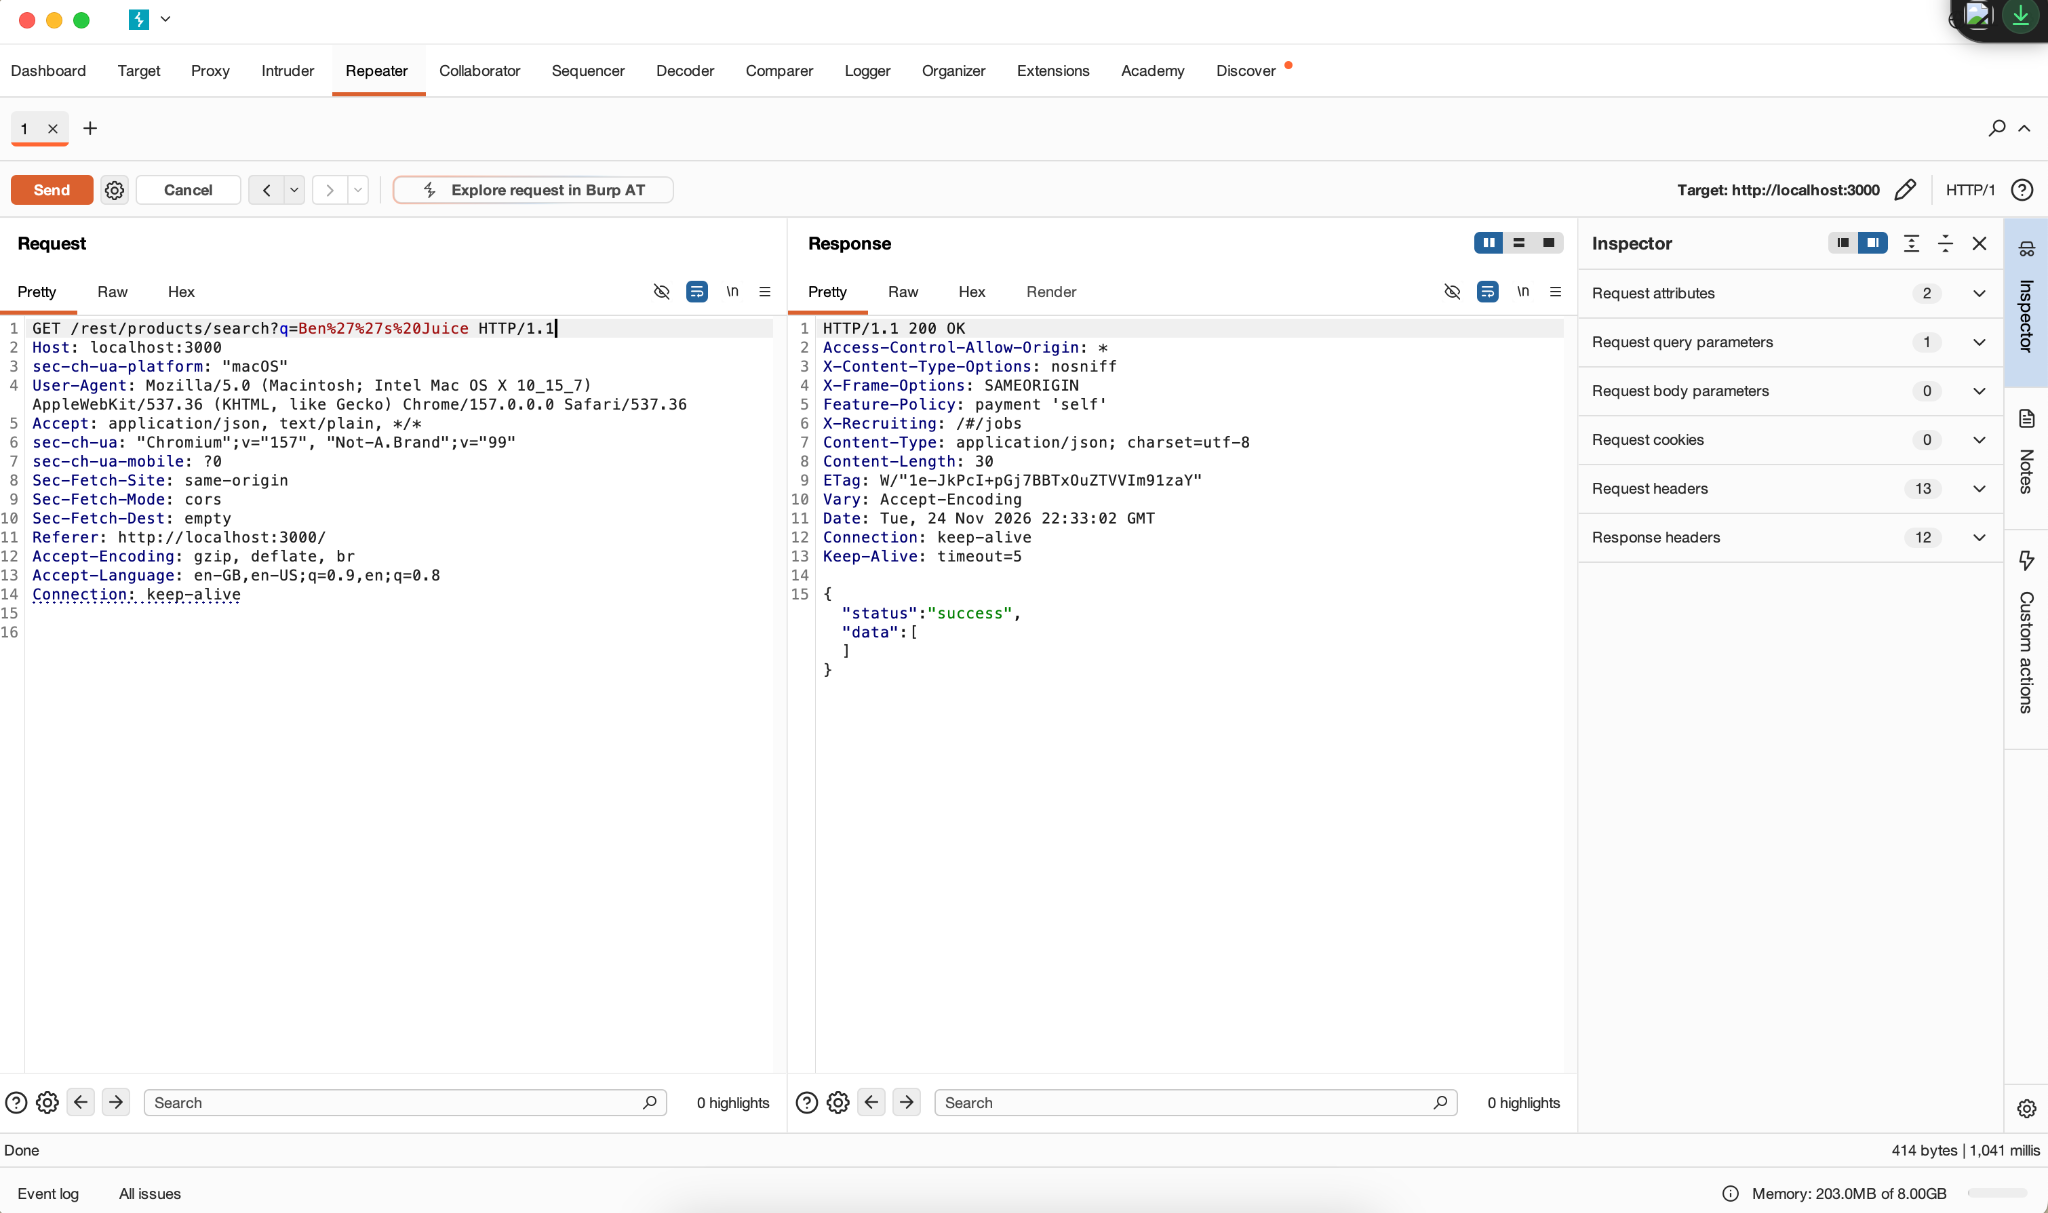 Dashboard Target Proxy Intruder Repeater Collaborator Sequencer Decoder Comparer Logger Organizer Extensions Academy Discover
1
Send Cancel Explore request in Burp AT Target: http://localhost:3000 HTTP/1
Request
Pretty Raw Hex \n
1 GET /rest/products/search?q=Ben%27%27s%20Juice HTTP/1.1
2 Host: localhost:3000
3 sec-ch-ua-platform: "macOS"
4 User-Agent: Mozilla/5.0 (Macintosh; Intel Mac OS X 10_15_7)
AppleWebKit/537.36 (KHTML, like Gecko) Chrome/157.0.0.0 Safari/537.36
5 Accept: application/json, text/plain, */*
6 sec-ch-ua: "Chromium";v="157", "Not-A.Brand";v="99"
7 sec-ch-ua-mobile: ?0
8 Sec-Fetch-Site: same-origin
9 Sec-Fetch-Mode: cors
10 Sec-Fetch-Dest: empty
11 Referer: http://localhost:3000/
12 Accept-Encoding: gzip, deflate, br
13 Accept-Language: en-GB,en-US;q=0.9,en;q=0.8
14 Connection: keep-alive
15
16
Search 0 highlights
Response
Pretty Raw Hex Render \n
1 HTTP/1.1 200 OK
2 Access-Control-Allow-Origin: *
3 X-Content-Type-Options: nosniff
4 X-Frame-Options: SAMEORIGIN
5 Feature-Policy: payment 'self'
6 X-Recruiting: /#/jobs
7 Content-Type: application/json; charset=utf-8
8 Content-Length: 30
9 ETag: W/"1e-JkPcI+pGj7BBTxOuZTVVIm91zaY"
10 Vary: Accept-Encoding
11 Date: Tue, 24 Nov 2026 22:33:02 GMT
12 Connection: keep-alive
13 Keep-Alive: timeout=5
14
15 {
"status":"success",
"data":[
]
}
Search 0 highlights
Inspector
Request attributes 2
Request query parameters 1
Request body parameters 0
Request cookies 0
Request headers 13
Response headers 12
Inspector
Notes
Custom actions
Done 414 bytes | 1,041 millis
Event log All issues Memory: 203.0MB of 8.00GB